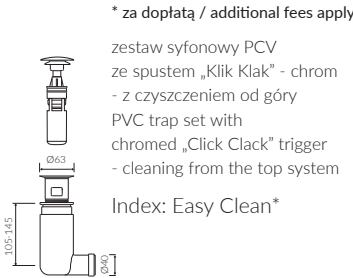 * za dopłatą / additional fees apply
zestaw syfonowy PCV
ze spustem „Klik Klak” - chrom
- z czyszczeniem od góry
PVC trap set with
chromed „Click Clack” trigger
- cleaning from the top system
Index: Easy Clean*
Ø63
105-145
Ø40